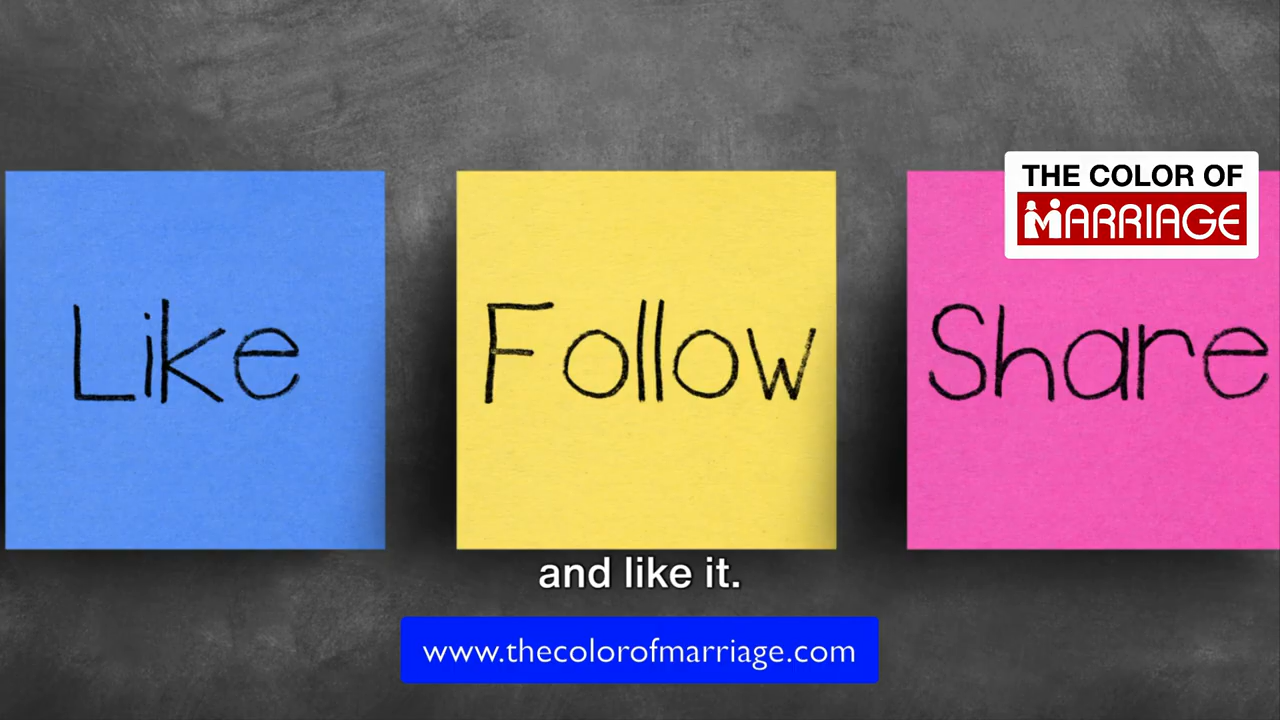 THE COLOR OF
MARRIAGE
Like
Follow
Share
and like it.
www.thecolorofmarriage.com